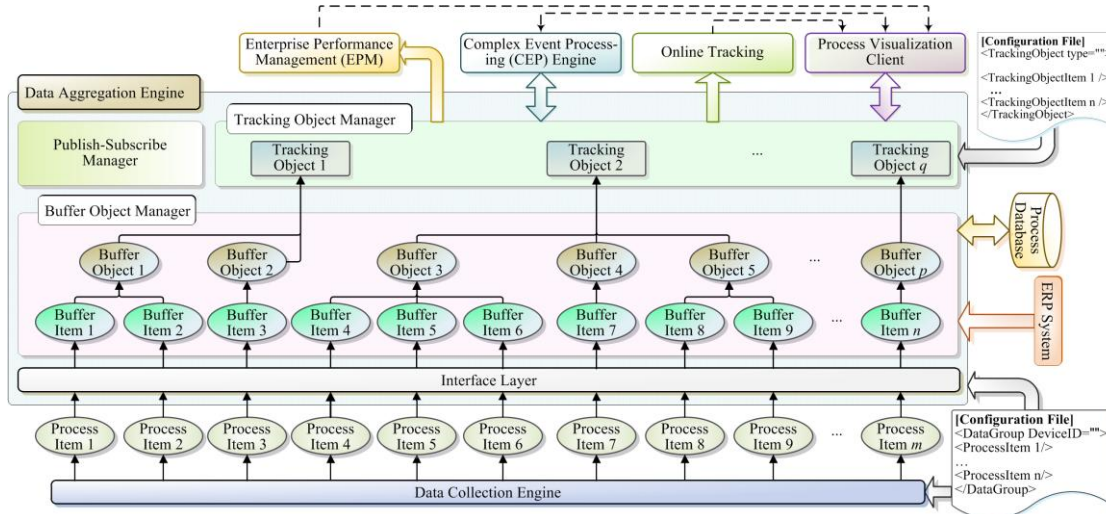 Enterprise Performance
Management (EPM)
Complex Event Process-
ing (CEP) Engine
Online Tracking
Process Visualization
Client
[Configuration File]
<TrackingObject type="">
<TrackingObjectItem 1 />
...
<TrackingObjectItem n />
</TrackingObject>
Data Aggregation Engine
Publish-Subscribe
Manager
Tracking Object Manager
Tracking
Object 1
Tracking
Object 2
...
Tracking
Object q
Buffer Object Manager
Buffer
Object 1
Buffer
Object 2
Buffer
Object 3
Buffer
Object 4
Buffer
Object 5
...
Buffer
Object p
Process
Database
Buffer
Item 1
Buffer
Item 2
Buffer
Item 3
Buffer
Item 4
Buffer
Item 5
Buffer
Item 6
Buffer
Item 7
Buffer
Item 8
Buffer
Item 9
...
Buffer
Item n
ERP System
Interface Layer
Process
Item 1
Process
Item 2
Process
Item 3
Process
Item 4
Process
Item 5
Process
Item 6
Process
Item 7
Process
Item 8
Process
Item 9
...
Process
Item m
[Configuration File]
<DataGroup DeviceID="">
<ProcessItem 1/>
...
<ProcessItem n/>
</DataGroup>
Data Collection Engine